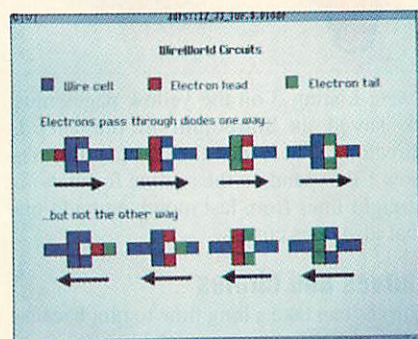 WireWorld Circuits
Wire cell
Electron head
Electron tail
Electrons pass through diodes one way...
...but not the other way